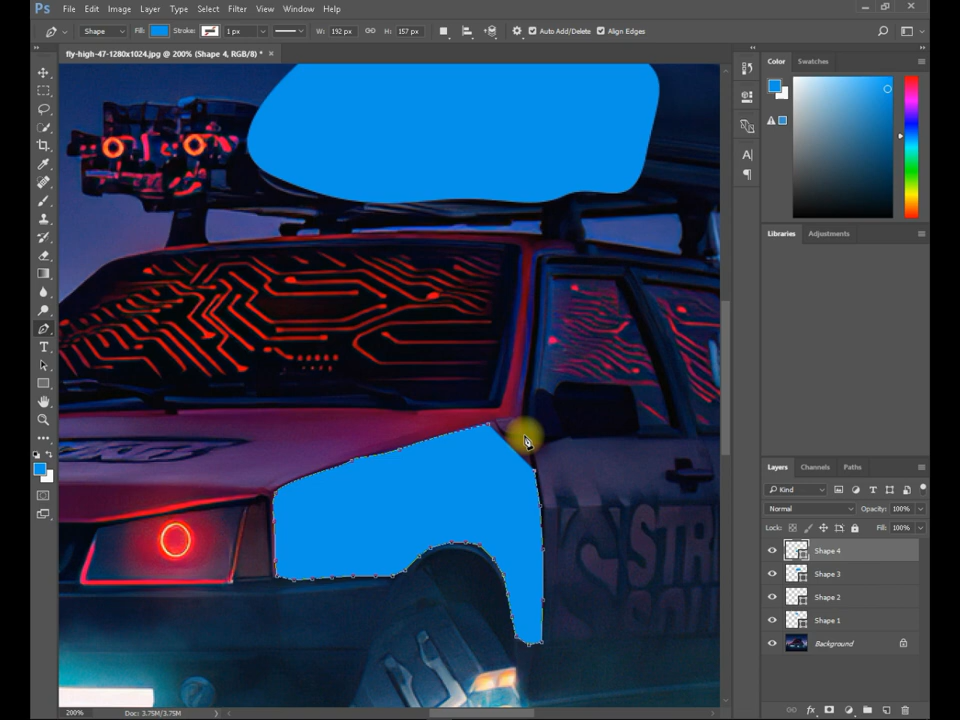 Ps File Edit Image Layer Type Select Filter View Window Help
Shape Fill: Stroke: 1 px W: 192 px H: 157 px Auto Add/Delete Align Edges
fly-high-47-1280x1024.jpg @ 200% (Shape 4, RGB/8) * ×
Color Swatches
Libraries Adjustments
STR
Layers Channels Paths
Kind
Normal Opacity: 100%
Lock: Fill: 100%
Shape 4
Shape 3
Shape 2
Shape 1
Background
200% Doc: 3.75M/3.75M